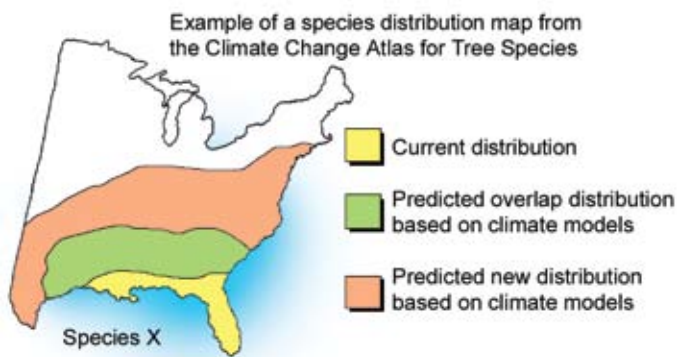 Example of a species distribution map from
the Climate Change Atlas for Tree Species
Current distribution
Predicted overlap distribution
based on climate models
Predicted new distribution
based on climate models
Species X